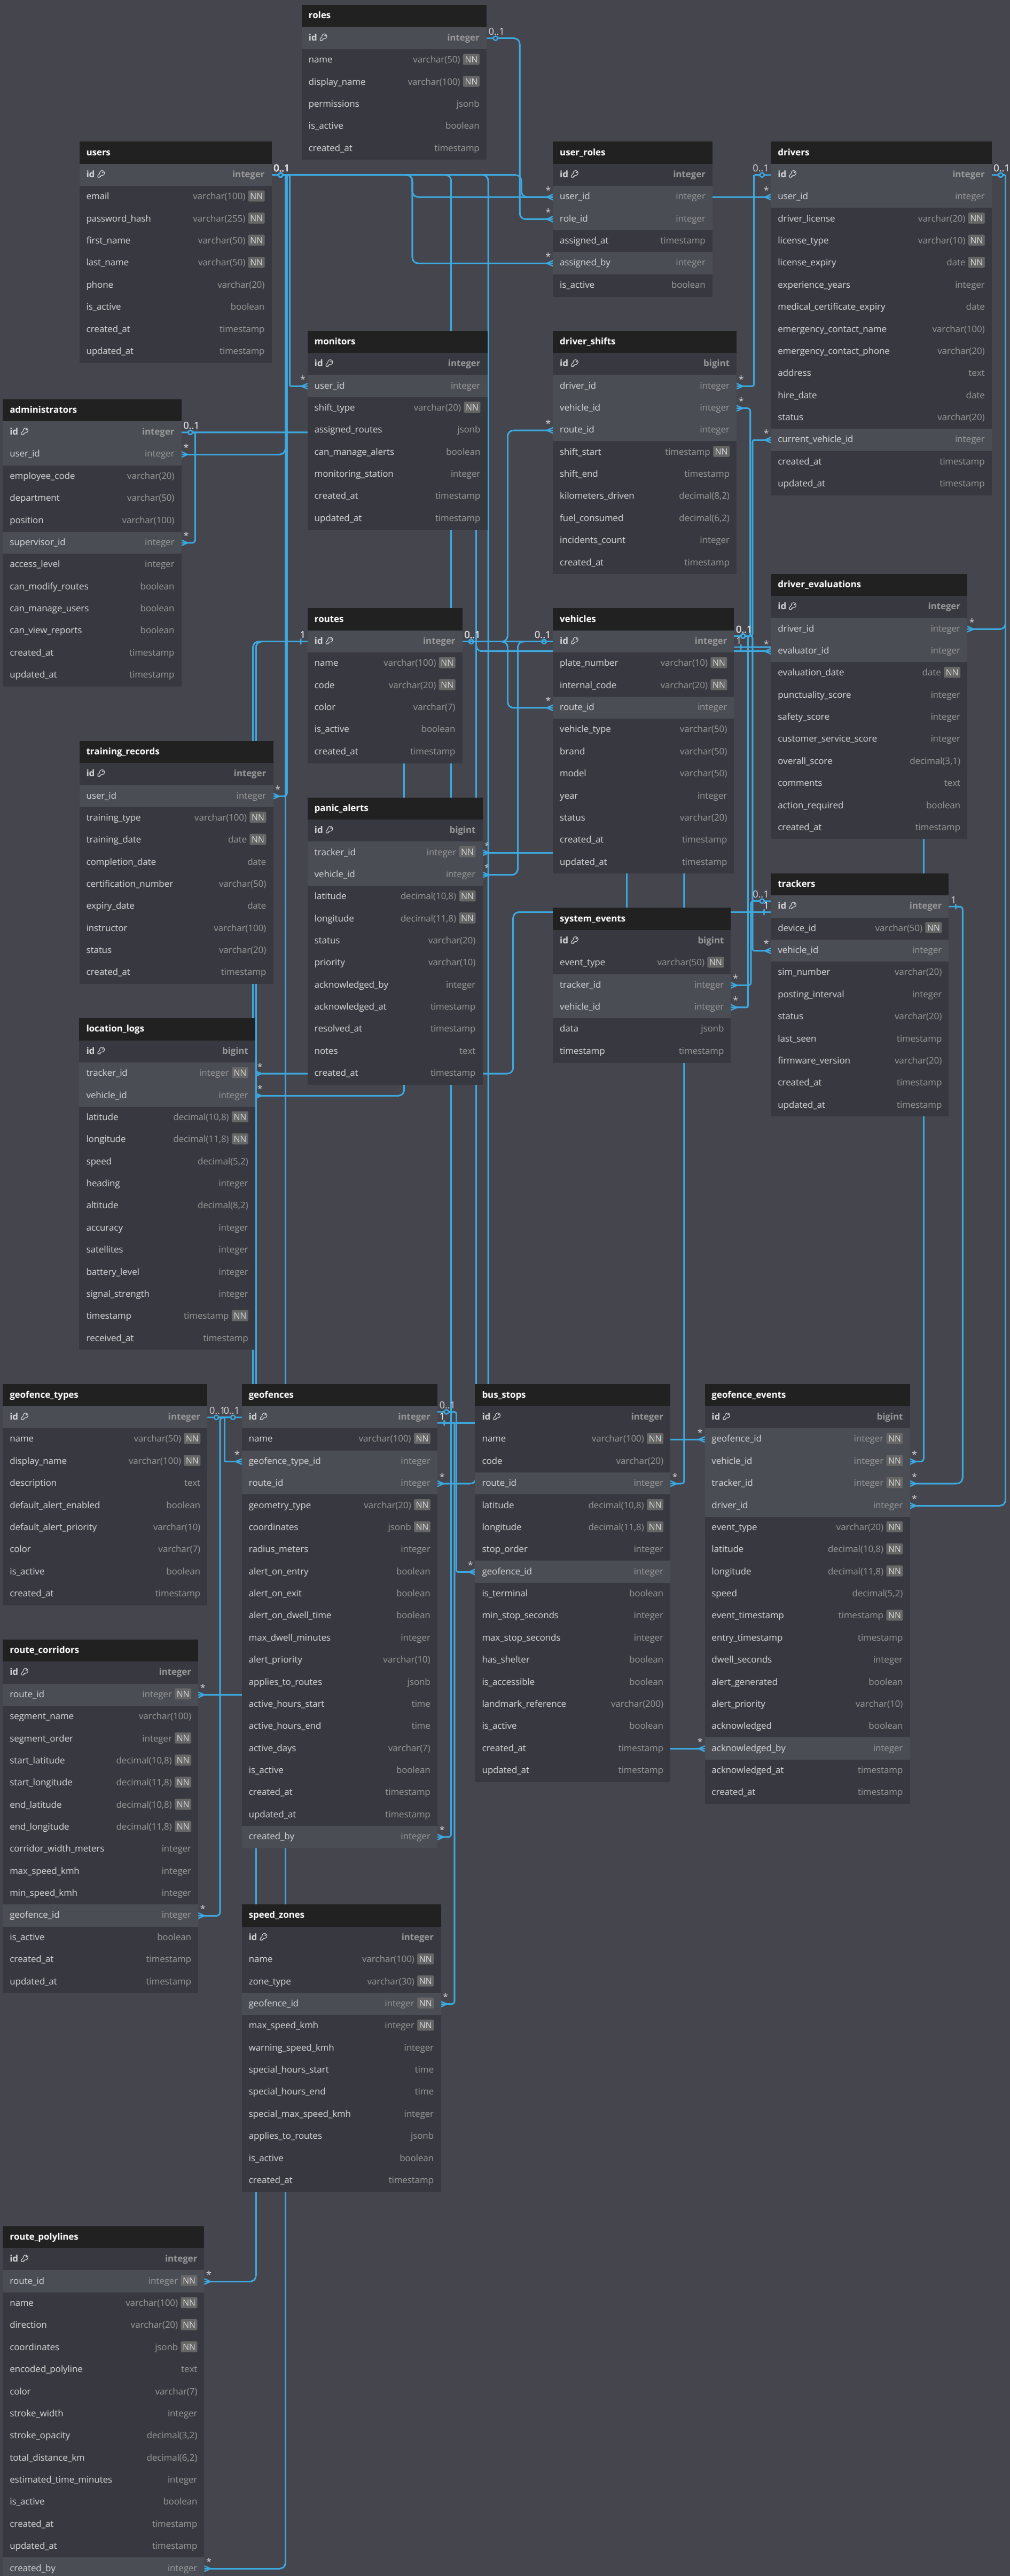 roles
id integer
name varchar(50) NN
display_name varchar(100) NN
permissions jsonb
is_active boolean
created_at timestamp
0..1
users
id integer
email varchar(100) NN
password_hash varchar(255) NN
first_name varchar(50) NN
last_name varchar(50) NN
phone varchar(20)
is_active boolean
created_at timestamp
updated_at timestamp
0..1
user_roles
id integer
* user_id integer
* role_id integer
assigned_at timestamp
* assigned_by integer
is_active boolean
drivers
0..1 id integer 0..1
* user_id integer
driver_license varchar(20) NN
license_type varchar(10) NN
license_expiry date NN
experience_years integer
medical_certificate_expiry date
emergency_contact_name varchar(100)
emergency_contact_phone varchar(20)
address text
hire_date date
status varchar(20)
* current_vehicle_id integer
created_at timestamp
updated_at timestamp
monitors
id integer
* user_id integer
shift_type varchar(20) NN
assigned_routes jsonb
can_manage_alerts boolean
monitoring_station integer
created_at timestamp
updated_at timestamp
driver_shifts
id bigint
driver_id integer *
vehicle_id integer *
* route_id integer
shift_start timestamp NN
shift_end timestamp
kilometers_driven decimal(8,2)
fuel_consumed decimal(6,2)
incidents_count integer
created_at timestamp
administrators
id integer 0..1
user_id integer *
employee_code varchar(20)
department varchar(50)
position varchar(100)
supervisor_id integer *
access_level integer
can_modify_routes boolean
can_manage_users boolean
can_view_reports boolean
created_at timestamp
updated_at timestamp
driver_evaluations
id integer
driver_id integer *
* evaluator_id integer
evaluation_date date NN
punctuality_score integer
safety_score integer
customer_service_score integer
overall_score decimal(3,1)
comments text
action_required boolean
created_at timestamp
routes
1 id integer 0..1
name varchar(100) NN
code varchar(20) NN
color varchar(7)
is_active boolean
created_at timestamp
vehicles
0..1 id integer 0..1
1
plate_number varchar(10) NN
internal_code varchar(20) NN
* route_id integer
vehicle_type varchar(50)
brand varchar(50)
model varchar(50)
year integer
status varchar(20)
created_at timestamp
updated_at timestamp
training_records
id integer
user_id integer *
training_type varchar(100) NN
training_date date NN
completion_date date
certification_number varchar(50)
expiry_date date
instructor varchar(100)
status varchar(20)
created_at timestamp
panic_alerts
id bigint
tracker_id integer NN *
vehicle_id integer *
latitude decimal(10,8) NN
longitude decimal(11,8) NN
status varchar(20)
priority varchar(10)
acknowledged_by integer
acknowledged_at timestamp
resolved_at timestamp
notes text
created_at timestamp
trackers
0..1 id integer 1
1
device_id varchar(50) NN
* vehicle_id integer
sim_number varchar(20)
posting_interval integer
status varchar(20)
last_seen timestamp
firmware_version varchar(20)
created_at timestamp
updated_at timestamp
system_events
id bigint
event_type varchar(50) NN
tracker_id integer *
vehicle_id integer *
data jsonb
timestamp timestamp
location_logs
id bigint
tracker_id integer NN *
vehicle_id integer *
latitude decimal(10,8) NN
longitude decimal(11,8) NN
speed decimal(5,2)
heading integer
altitude decimal(8,2)
accuracy integer
satellites integer
battery_level integer
signal_strength integer
timestamp timestamp NN
received_at timestamp
geofence_types
id integer 0..1
name varchar(50) NN
display_name varchar(100) NN
description text
default_alert_enabled boolean
default_alert_priority varchar(10)
color varchar(7)
is_active boolean
created_at timestamp
geofences
0..1 id integer 0..1
1
name varchar(100) NN
* geofence_type_id integer
route_id integer *
geometry_type varchar(20) NN
coordinates jsonb NN
radius_meters integer
alert_on_entry boolean
alert_on_exit boolean
alert_on_dwell_time boolean
max_dwell_minutes integer
alert_priority varchar(10)
applies_to_routes jsonb
active_hours_start time
active_hours_end time
active_days varchar(7)
is_active boolean
created_at timestamp
updated_at timestamp
created_by integer *
bus_stops
id integer
name varchar(100) NN
code varchar(20)
route_id integer *
latitude decimal(10,8) NN
longitude decimal(11,8) NN
stop_order integer
* geofence_id integer
is_terminal boolean
min_stop_seconds integer
max_stop_seconds integer
has_shelter boolean
is_accessible boolean
landmark_reference varchar(200)
is_active boolean
created_at timestamp
updated_at timestamp
geofence_events
id bigint
* geofence_id integer NN
vehicle_id integer NN *
tracker_id integer NN *
driver_id integer *
event_type varchar(20) NN
latitude decimal(10,8) NN
longitude decimal(11,8) NN
speed decimal(5,2)
event_timestamp timestamp NN
entry_timestamp timestamp
dwell_seconds integer
alert_generated boolean
alert_priority varchar(10)
acknowledged boolean
* acknowledged_by integer
acknowledged_at timestamp
created_at timestamp
route_corridors
id integer
route_id integer NN *
segment_name varchar(100)
segment_order integer NN
start_latitude decimal(10,8) NN
start_longitude decimal(11,8) NN
end_latitude decimal(10,8) NN
end_longitude decimal(11,8) NN
corridor_width_meters integer
max_speed_kmh integer
min_speed_kmh integer
geofence_id integer *
is_active boolean
created_at timestamp
updated_at timestamp
speed_zones
id integer
name varchar(100) NN
zone_type varchar(30) NN
geofence_id integer NN *
max_speed_kmh integer NN
warning_speed_kmh integer
special_hours_start time
special_hours_end time
special_max_speed_kmh integer
applies_to_routes jsonb
is_active boolean
created_at timestamp
route_polylines
id integer
route_id integer NN *
name varchar(100) NN
direction varchar(20) NN
coordinates jsonb NN
encoded_polyline text
color varchar(7)
stroke_width integer
stroke_opacity decimal(3,2)
total_distance_km decimal(6,2)
estimated_time_minutes integer
is_active boolean
created_at timestamp
updated_at timestamp
created_by integer *